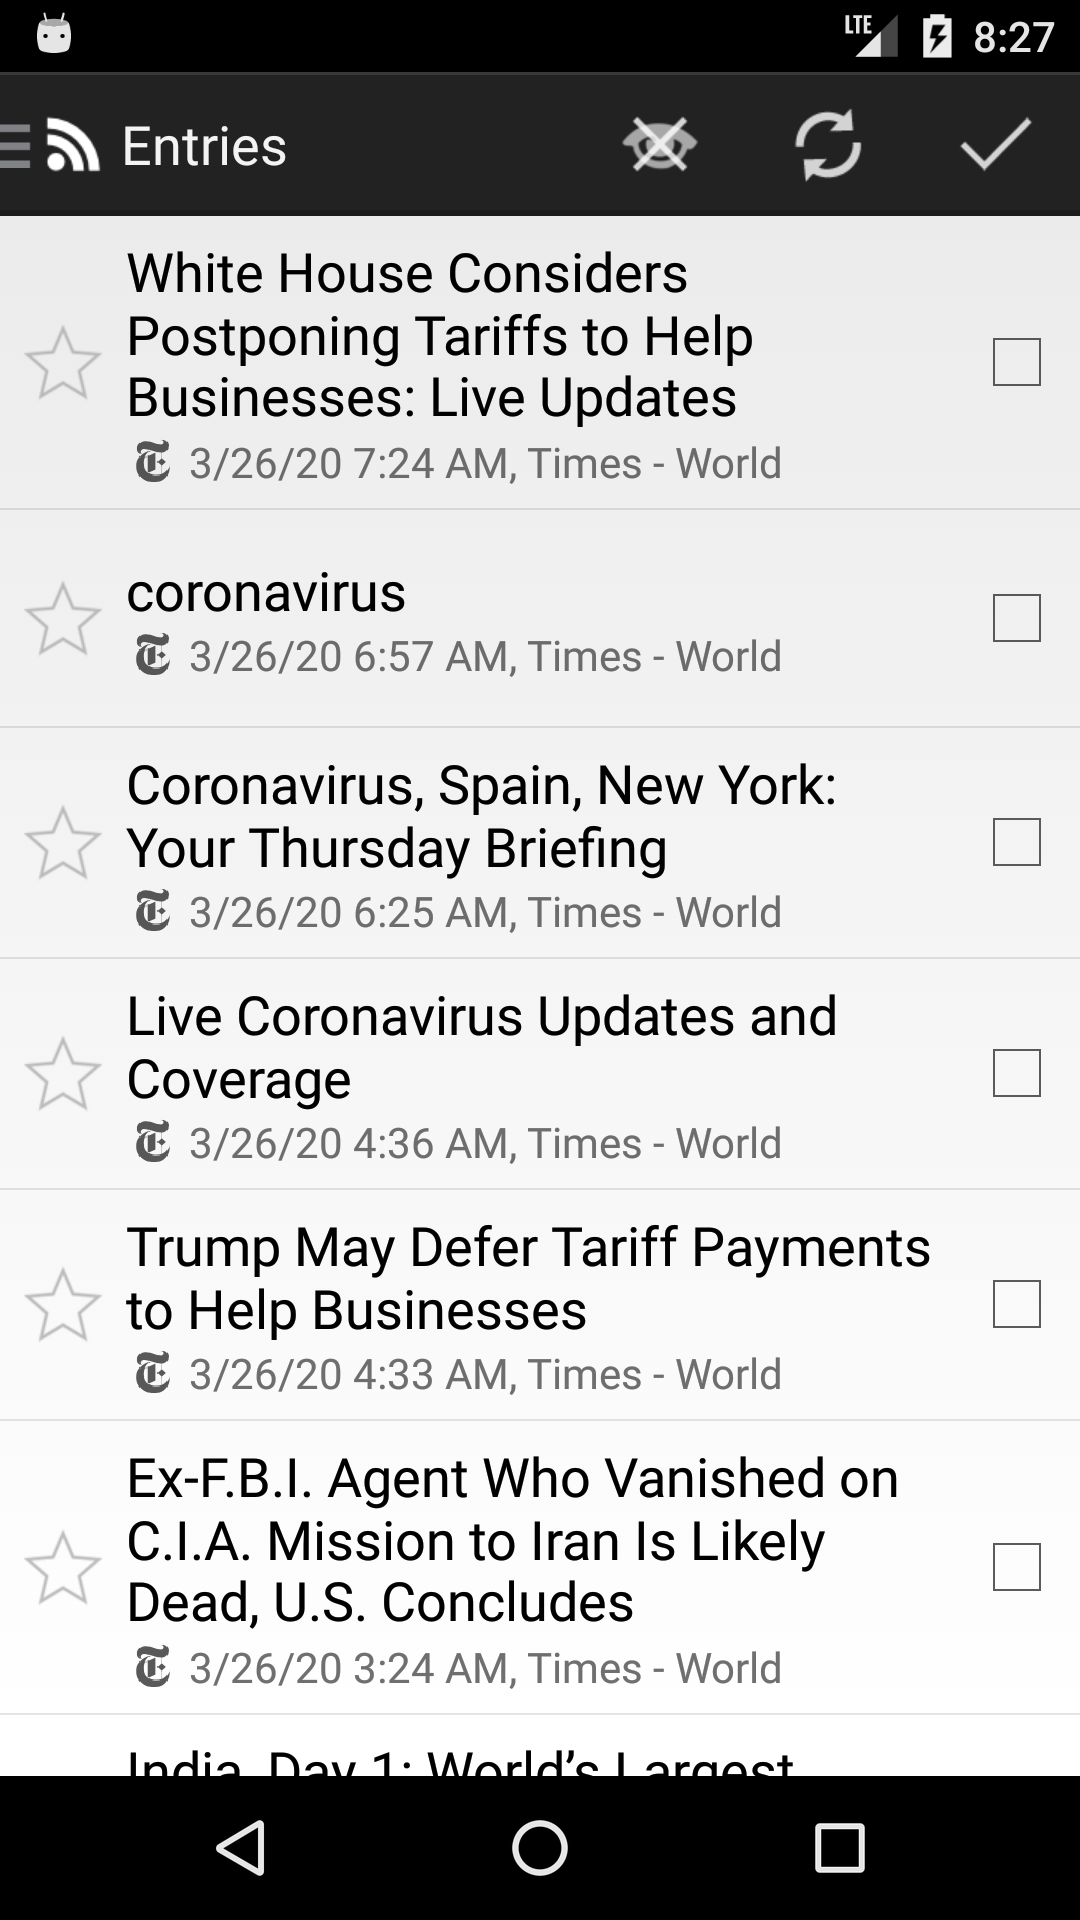 LTE 8:27
Entries
White House Considers
Postponing Tariffs to Help
Businesses: Live Updates
3/26/20 7:24 AM, Times - World
coronavirus
3/26/20 6:57 AM, Times - World
Coronavirus, Spain, New York:
Your Thursday Briefing
3/26/20 6:25 AM, Times - World
Live Coronavirus Updates and
Coverage
3/26/20 4:36 AM, Times - World
Trump May Defer Tariff Payments
to Help Businesses
3/26/20 4:33 AM, Times - World
Ex-F.B.I. Agent Who Vanished on
C.I.A. Mission to Iran Is Likely
Dead, U.S. Concludes
3/26/20 3:24 AM, Times - World
India, Day 1: World’s Largest